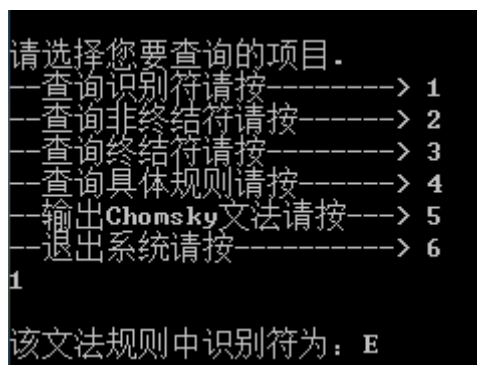 请选择您要查询的项目.
--查询识别符请按--------> 1
--查询非终结符请按------> 2
--查询终结符请按--------> 3
--查询具体规则请按------> 4
--输出Chomsky文法请按---> 5
--退出系统请按----------> 6
1
该文法规则中识别符为：E